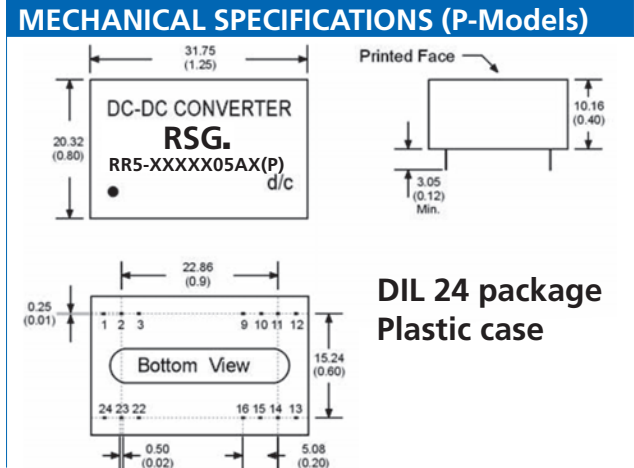 MECHANICAL SPECIFICATIONS (P-Models)
31.75
(1.25)
Printed Face
DC-DC CONVERTER
RSG.
RR5-XXXXX05AX(P)
d/c
20.32
(0.80)
10.16
(0.40)
3.05
(0.12)
Min.
22.86
(0.9)
DIL 24 package
Plastic case
0.25
(0.01)
1 2 3 9 10 11 12
Bottom View
15.24
(0.60)
24 23 22 16 15 14 13
0.50
(0.02)
5.08
(0.20)